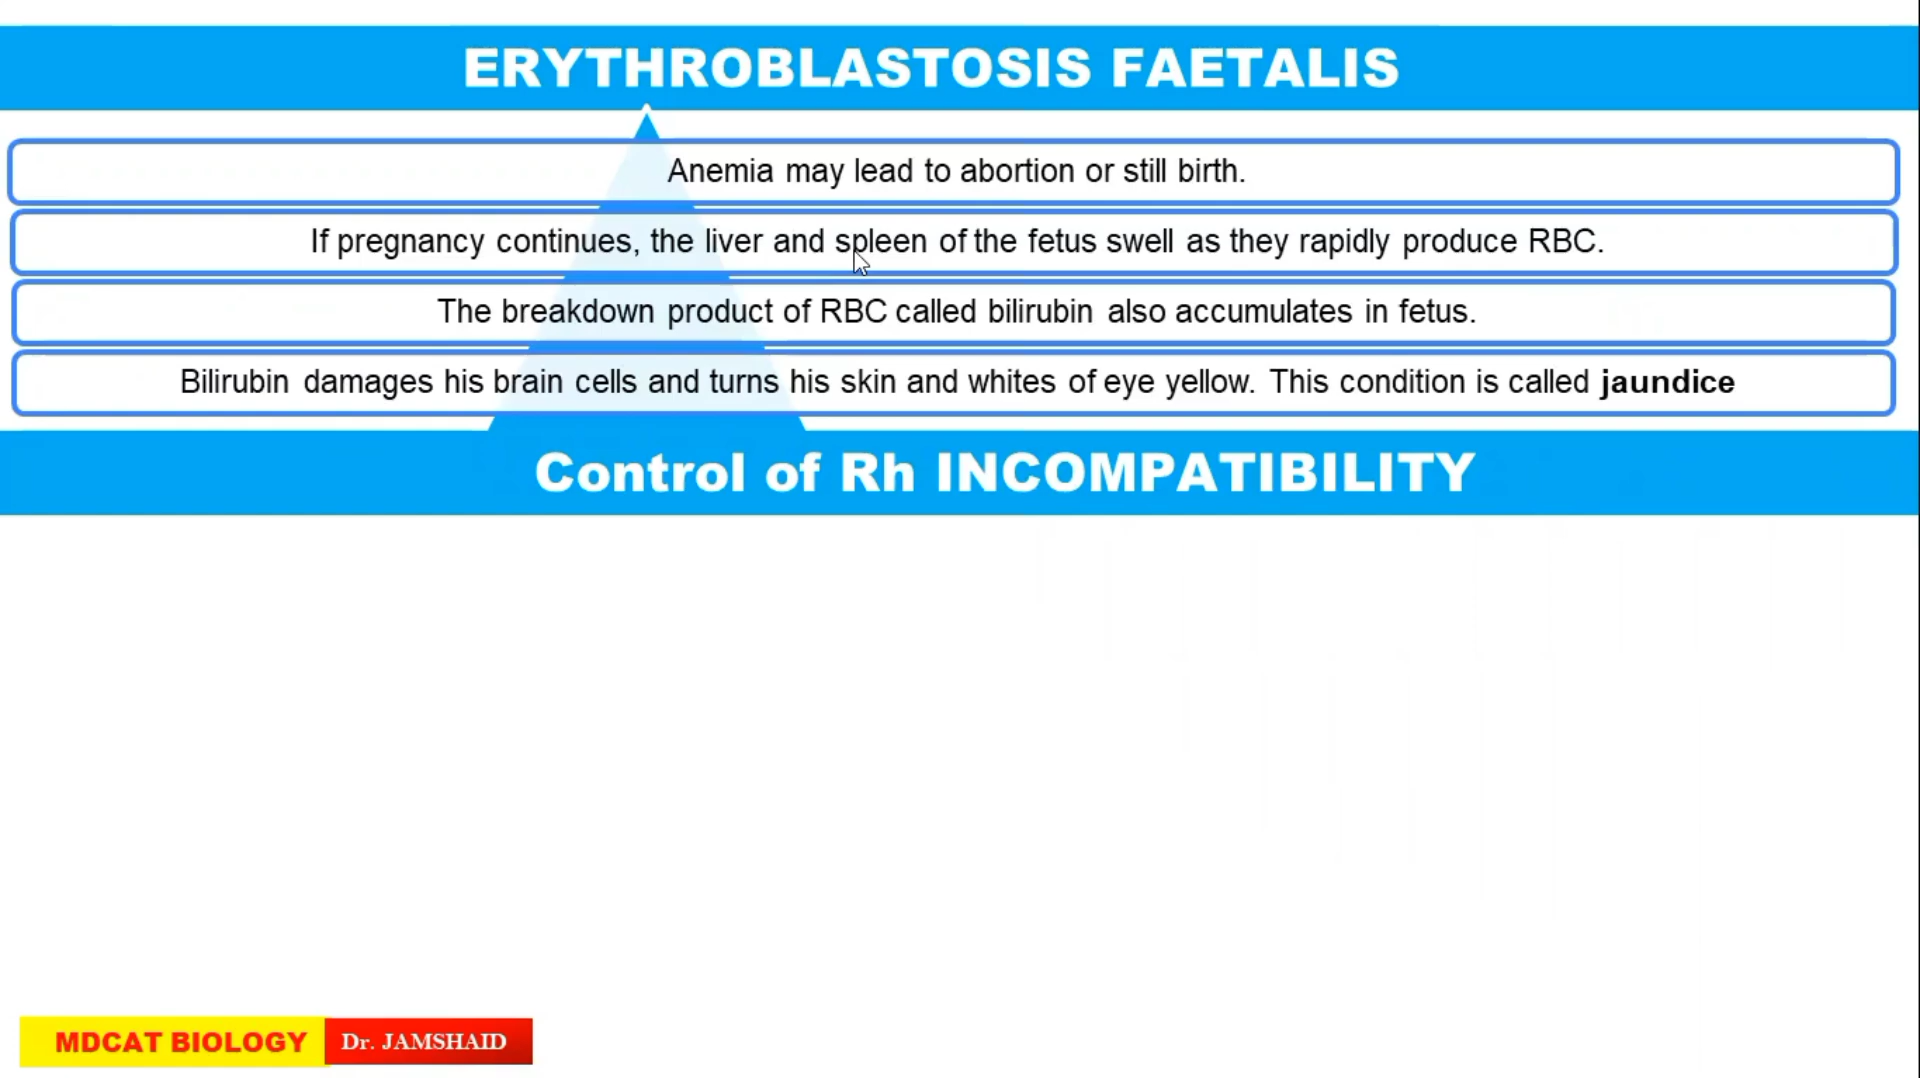 ERYTHROBLASTOSIS FAETALIS
Anemia may lead to abortion or still birth.
If pregnancy continues, the liver and spleen of the fetus swell as they rapidly produce RBC.
The breakdown product of RBC called bilirubin also accumulates in fetus.
Bilirubin damages his brain cells and turns his skin and whites of eye yellow. This condition is called jaundice
Control of Rh INCOMPATIBILITY
MDCAT BIOLOGY Dr. JAMSHAID